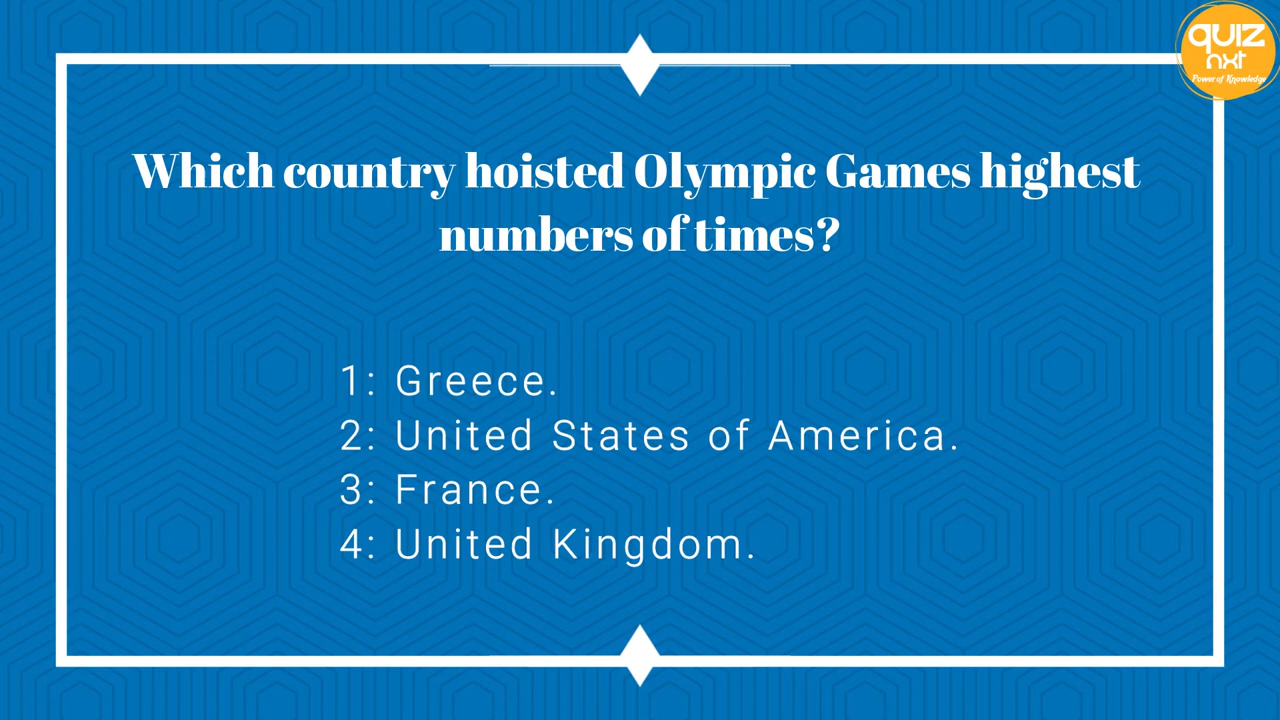 quiz
nxt
Power of Knowledge
Which country hoisted Olympic Games highest
numbers of times?
1: Greece.
2: United States of America.
3: France.
4: United Kingdom.